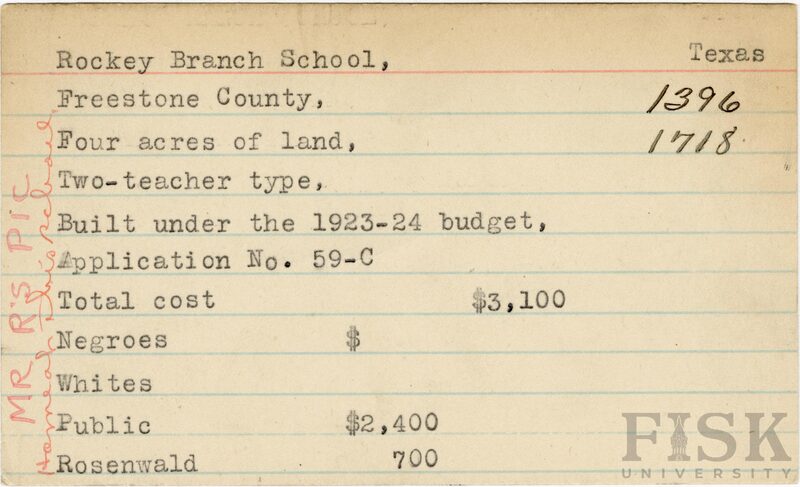 Rockey Branch School, Texas
Freestone County, 1396
Four acres of land, 1718
Two-teacher type,
Built under the 1923-24 budget,
Application No. 59-C
Total cost $3,100
Negroes $
Whites
Public $2,400
Rosenwald 700
MR R'S PIC
this school
FISK
UNIVERSITY